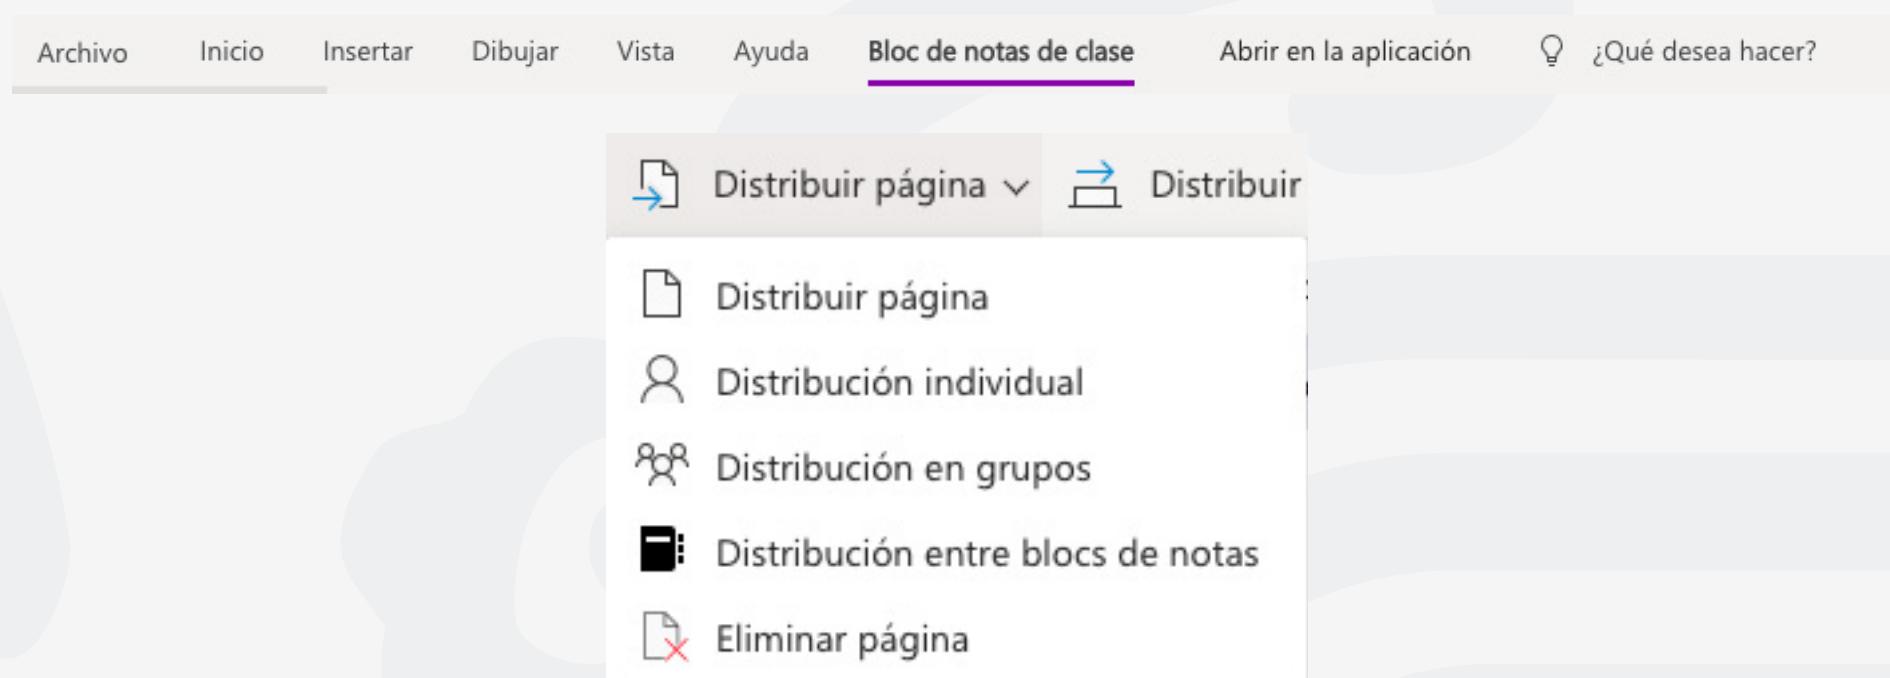 Archivo Inicio Insertar Dibujar Vista Ayuda Bloc de notas de clase Abrir en la aplicación ¿Qué desea hacer?
Distribuir página Distribuir
Distribuir página
Distribución individual
Distribución en grupos
Distribución entre blocs de notas
Eliminar página